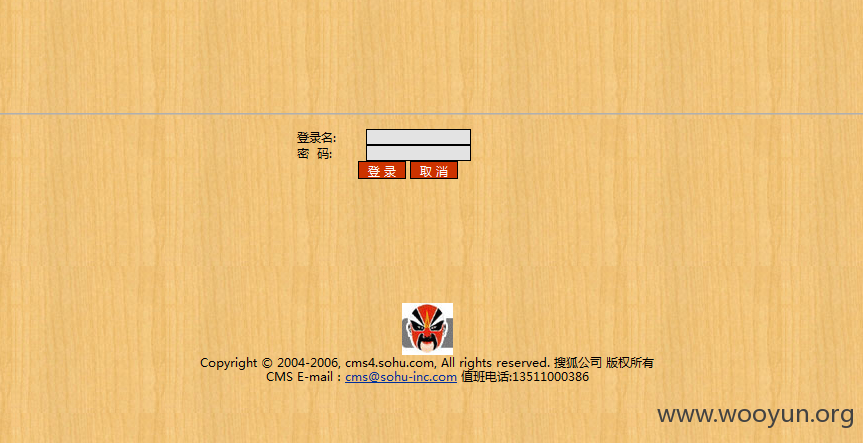 登录名:
密 码:
登 录 取 消
Copyright © 2004-2006, cms4.sohu.com, All rights reserved. 搜狐公司 版权所有
CMS E-mail : cms@sohu-inc.com 值班电话:13511000386
www.wooyun.org